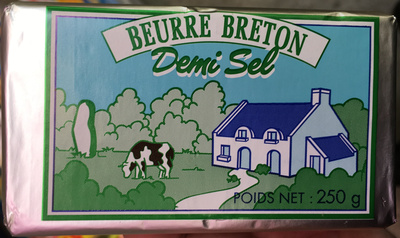 BEURRE BRETON
Demi Sel
POIDS NET : 250 g